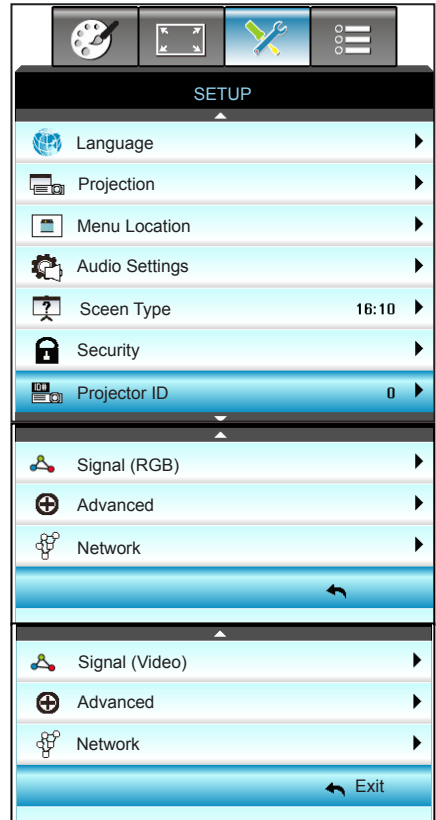 SETUP
Language
Projection
Menu Location
Audio Settings
Sceen Type 16:10
Security
ID# Projector ID 0
Signal (RGB)
Advanced
Network
Signal (Video)
Advanced
Network
Exit